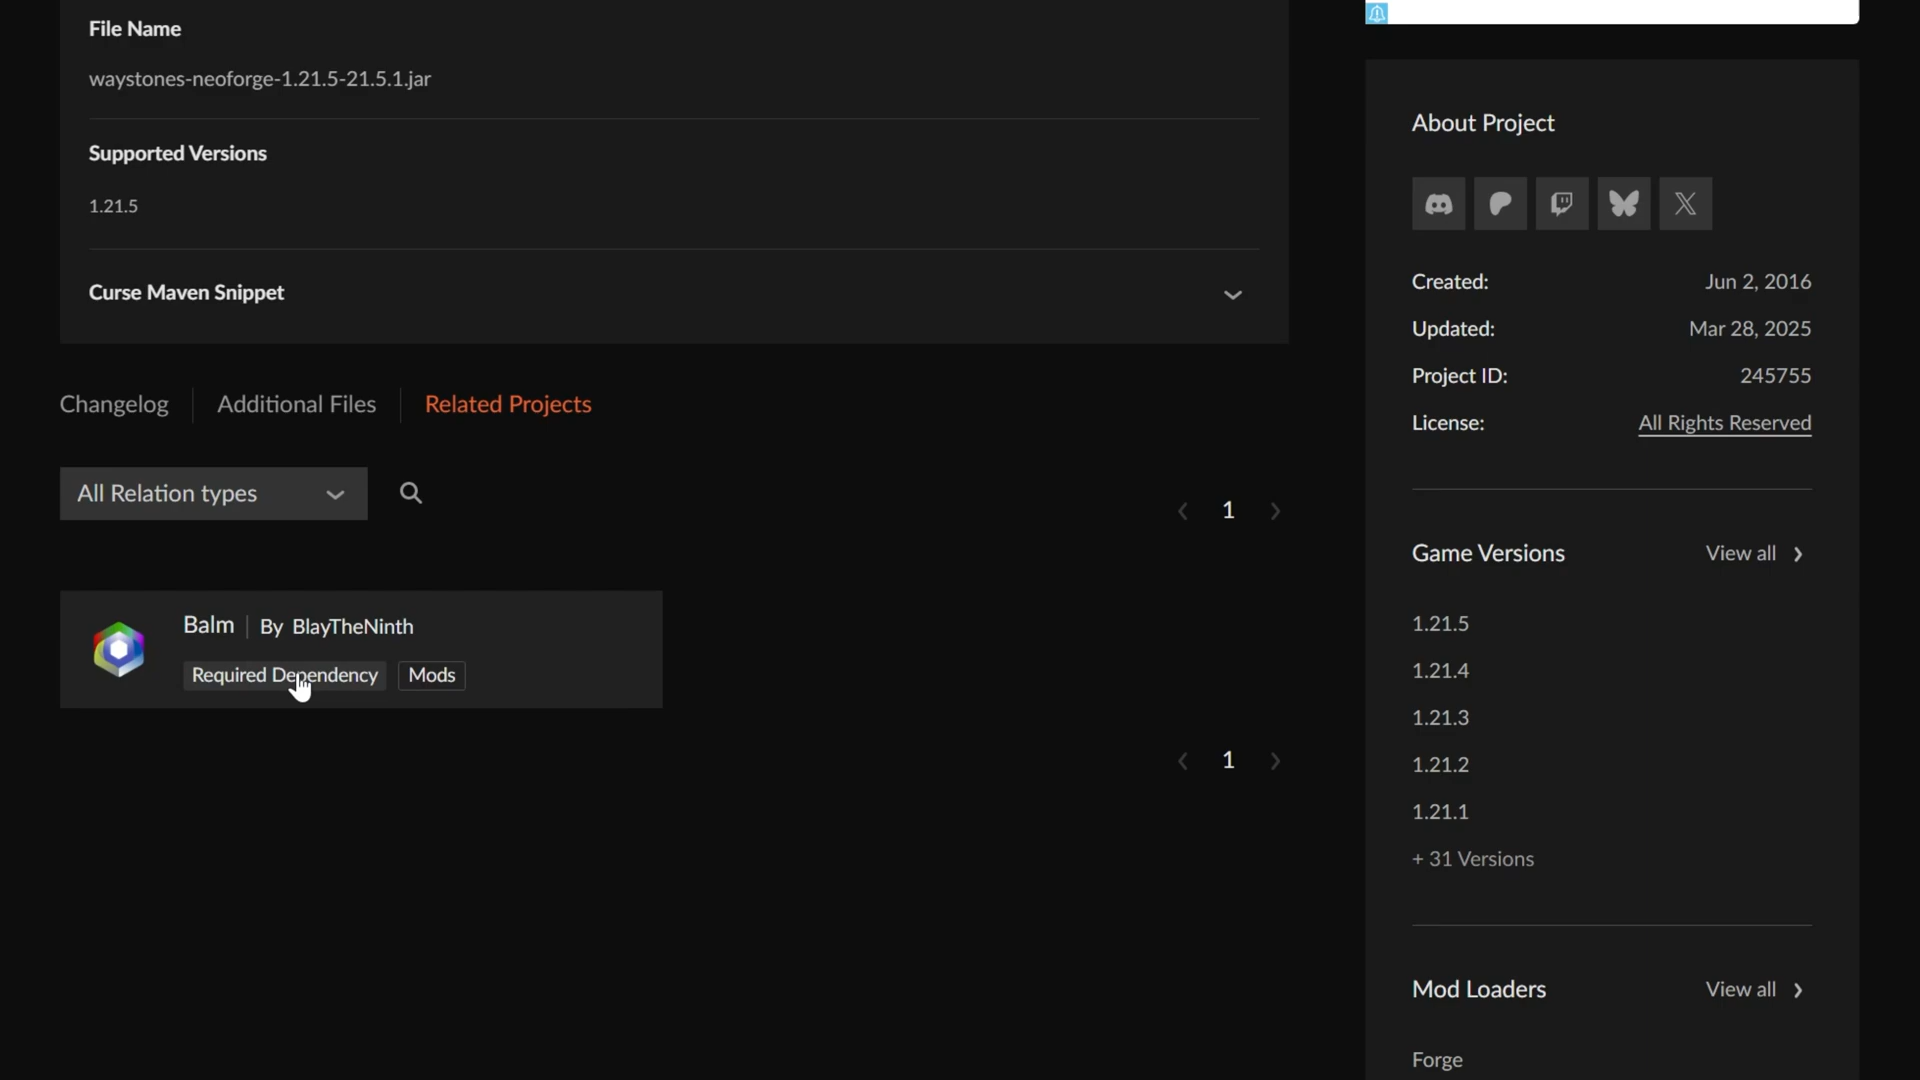 File Name
waystones-neoforge-1.21.5-21.5.1.jar
Supported Versions
1.21.5
Curse Maven Snippet
Changelog
Additional Files
Related Projects
All Relation types
1
Balm
By BlayTheNinth
Required Dependency
Mods
1
About Project
Created:
Jun 2, 2016
Updated:
Mar 28, 2025
Project ID:
245755
License:
All Rights Reserved
Game Versions
View all
1.21.5
1.21.4
1.21.3
1.21.2
1.21.1
+ 31 Versions
Mod Loaders
View all
Forge